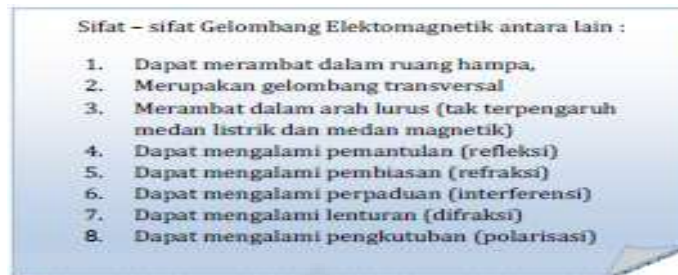 Sifat – sifat Gelombang Elektomagnetik antara lain :
1. Dapat merambat dalam ruang hampa,
2. Merupakan gelombang transversal
3. Merambat dalam arah lurus (tak terpengaruh
medan listrik dan medan magnetik)
4. Dapat mengalami pemantulan (refleksi)
5. Dapat mengalami pembiasan (refraksi)
6. Dapat mengalami perpaduan (interferensi)
7. Dapat mengalami lenturan (difraksi)
8. Dapat mengalami pengkutuban (polarisasi)